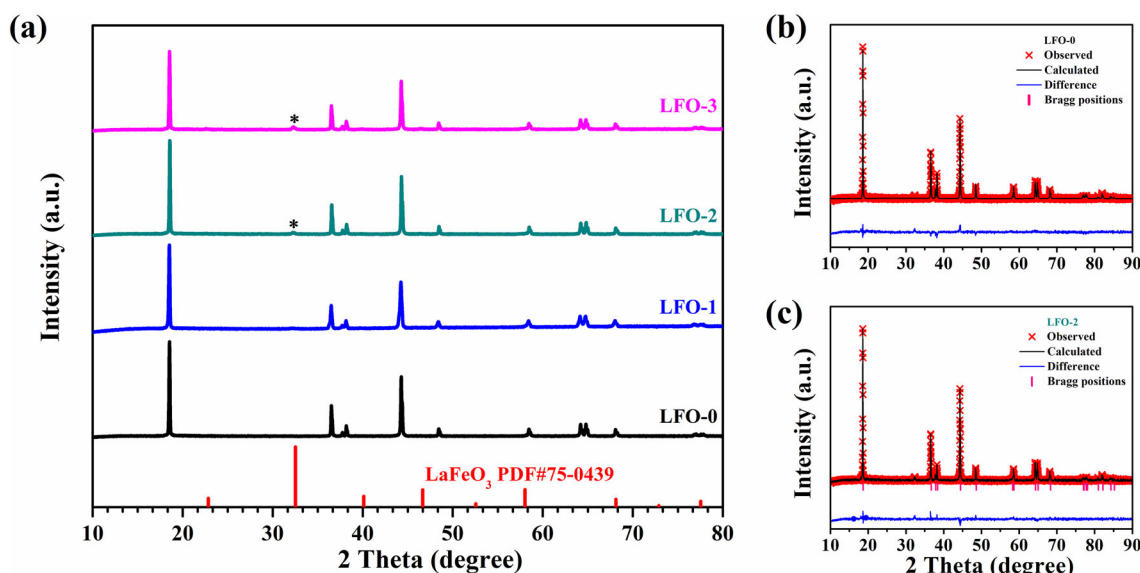 (a)
Intensity (a.u.)
LFO-3
*
LFO-2
*
LFO-1
LFO-0
LaFeO3 PDF#75-0439
10 20 30 40 50 60 70 80
2 Theta (degree)
(b)
Intensity (a.u.)
LFO-0
Observed
Calculated
Difference
Bragg positions
10 20 30 40 50 60 70 80 90
(c)
Intensity (a.u.)
LFO-2
Observed
Calculated
Difference
Bragg positions
10 20 30 40 50 60 70 80 90
2 Theta (degree)